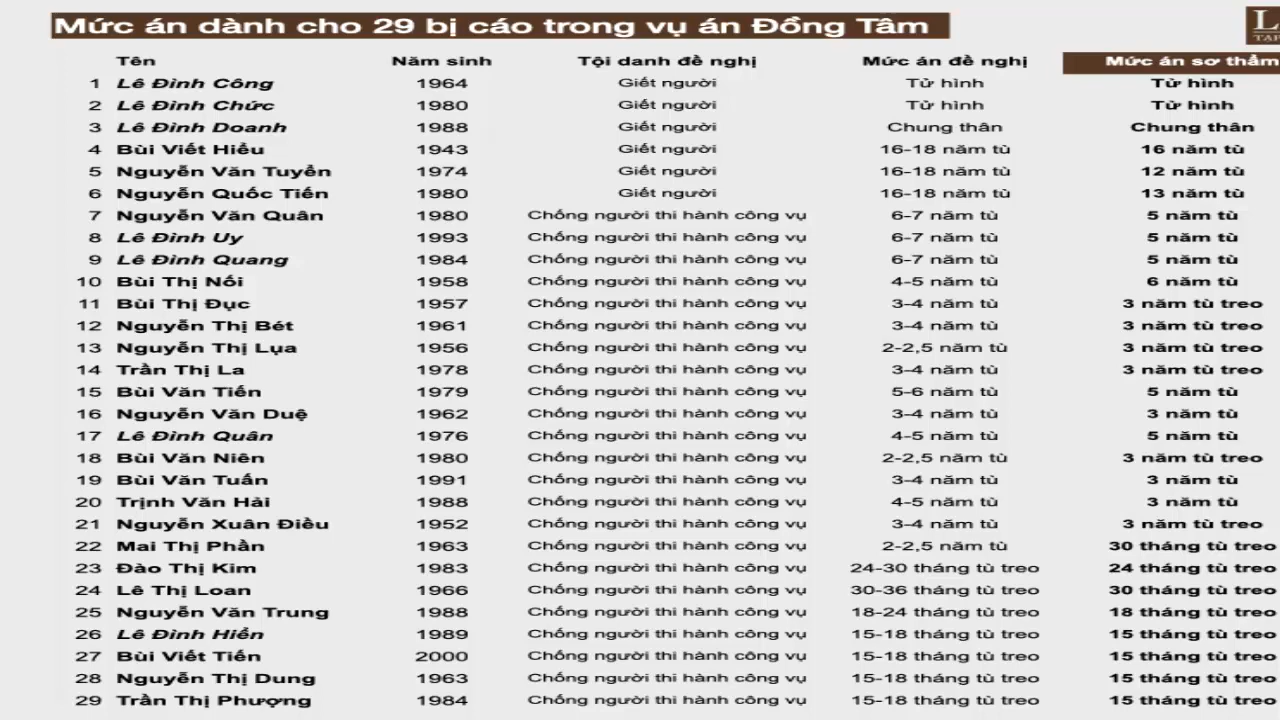 Mức án dành cho 29 bị cáo trong vụ án Đồng Tâm
Tên Năm sinh Tội danh đề nghị Mức án đề nghị Mức án sơ thẩm
1 Lê Đình Công 1964 Giết người Tử hình Tử hình
2 Lê Đình Chức 1980 Giết người Tử hình Tử hình
3 Lê Đình Doanh 1988 Giết người Chung thân Chung thân
4 Bùi Viết Hiểu 1943 Giết người 16-18 năm tù 16 năm tù
5 Nguyễn Văn Tuyển 1974 Giết người 16-18 năm tù 12 năm tù
6 Nguyễn Quốc Tiến 1980 Giết người 16-18 năm tù 13 năm tù
7 Nguyễn Văn Quân 1980 Chống người thi hành công vụ 6-7 năm tù 5 năm tù
8 Lê Đình Uy 1993 Chống người thi hành công vụ 6-7 năm tù 5 năm tù
9 Lê Đình Quang 1984 Chống người thi hành công vụ 6-7 năm tù 5 năm tù
10 Bùi Thị Nối 1958 Chống người thi hành công vụ 4-5 năm tù 6 năm tù
11 Bùi Thị Đục 1957 Chống người thi hành công vụ 3-4 năm tù 3 năm tù treo
12 Nguyễn Thị Bét 1961 Chống người thi hành công vụ 3-4 năm tù 3 năm tù treo
13 Nguyễn Thị Lụa 1956 Chống người thi hành công vụ 2-2,5 năm tù 3 năm tù treo
14 Trần Thị La 1978 Chống người thi hành công vụ 3-4 năm tù 3 năm tù treo
15 Bùi Văn Tiến 1979 Chống người thi hành công vụ 5-6 năm tù 5 năm tù
16 Nguyễn Văn Duệ 1962 Chống người thi hành công vụ 3-4 năm tù 3 năm tù
17 Lê Đình Quân 1976 Chống người thi hành công vụ 4-5 năm tù 5 năm tù
18 Bùi Văn Niên 1980 Chống người thi hành công vụ 2-2,5 năm tù 3 năm tù treo
19 Bùi Văn Tuấn 1991 Chống người thi hành công vụ 3-4 năm tù 3 năm tù
20 Trịnh Văn Hải 1988 Chống người thi hành công vụ 4-5 năm tù 3 năm tù
21 Nguyễn Xuân Điều 1952 Chống người thi hành công vụ 3-4 năm tù 3 năm tù treo
22 Mai Thị Phần 1963 Chống người thi hành công vụ 2-2,5 năm tù 30 tháng tù treo
23 Đào Thị Kim 1983 Chống người thi hành công vụ 24-30 tháng tù treo 24 tháng tù treo
24 Lê Thị Loan 1966 Chống người thi hành công vụ 30-36 tháng tù treo 30 tháng tù treo
25 Nguyễn Văn Trung 1988 Chống người thi hành công vụ 18-24 tháng tù treo 18 tháng tù treo
26 Lê Đình Hiển 1989 Chống người thi hành công vụ 15-18 tháng tù treo 15 tháng tù treo
27 Bùi Viết Tiến 2000 Chống người thi hành công vụ 15-18 tháng tù treo 15 tháng tù treo
28 Nguyễn Thị Dung 1963 Chống người thi hành công vụ 15-18 tháng tù treo 15 tháng tù treo
29 Trần Thị Phượng 1984 Chống người thi hành công vụ 15-18 tháng tù treo 15 tháng tù treo